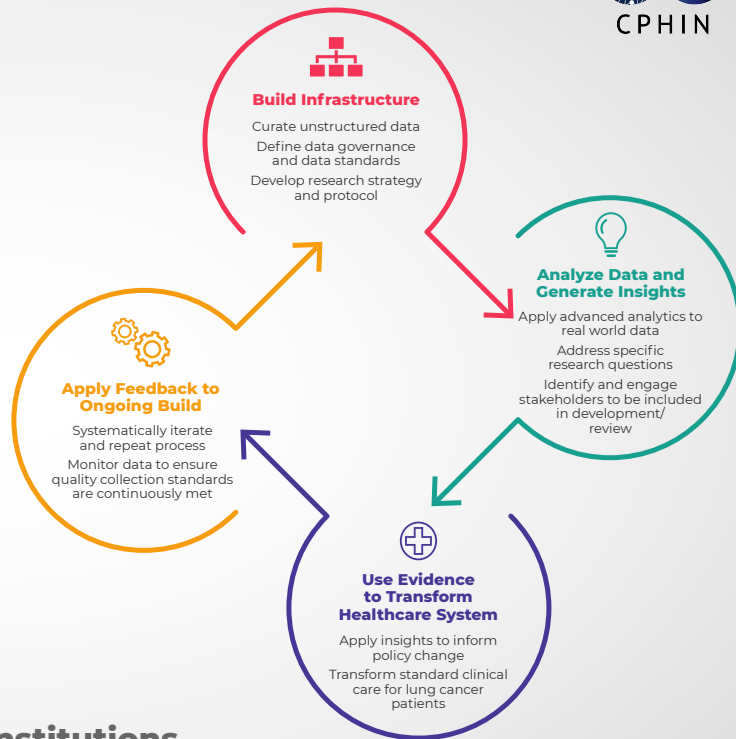 CPHIN
Build Infrastructure
Curate unstructured data
Define data governance
and data standards
Develop research strategy
and protocol
Analyze Data and
Generate Insights
Apply advanced analytics to
real world data
Address specific
research questions
Identify and engage
stakeholders to be included
in development/
review
Use Evidence
to Transform
Healthcare System
Apply insights to inform
policy change
Transform standard clinical
care for lung cancer
patients
Apply Feedback to
Ongoing Build
Systematically iterate
and repeat process
Monitor data to ensure
quality collection standards
are continuously met
nstitutions